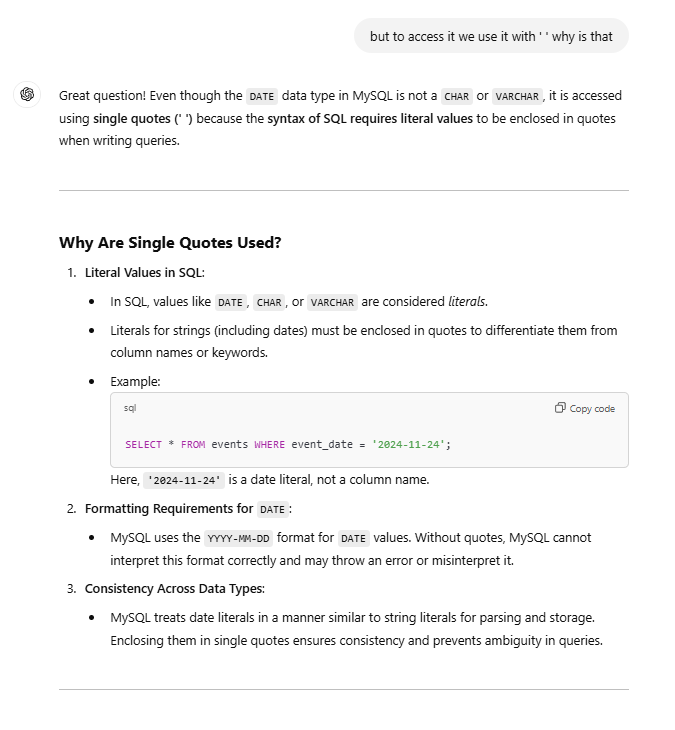 but to access it we use it with ' ' why is that
Great question! Even though the DATE data type in MySQL is not a CHAR or VARCHAR, it is accessed
using single quotes (' ') because the syntax of SQL requires literal values to be enclosed in quotes
when writing queries.
Why Are Single Quotes Used?
1. Literal Values in SQL:
• In SQL, values like DATE, CHAR, or VARCHAR are considered literals.
• Literals for strings (including dates) must be enclosed in quotes to differentiate them from
column names or keywords.
• Example:
sql
Copy code
SELECT * FROM events WHERE event_date = '2024-11-24';
Here, '2024-11-24' is a date literal, not a column name.
2. Formatting Requirements for DATE:
• MySQL uses the YYYY-MM-DD format for DATE values. Without quotes, MySQL cannot
interpret this format correctly and may throw an error or misinterpret it.
3. Consistency Across Data Types:
• MySQL treats date literals in a manner similar to string literals for parsing and storage.
Enclosing them in single quotes ensures consistency and prevents ambiguity in queries.